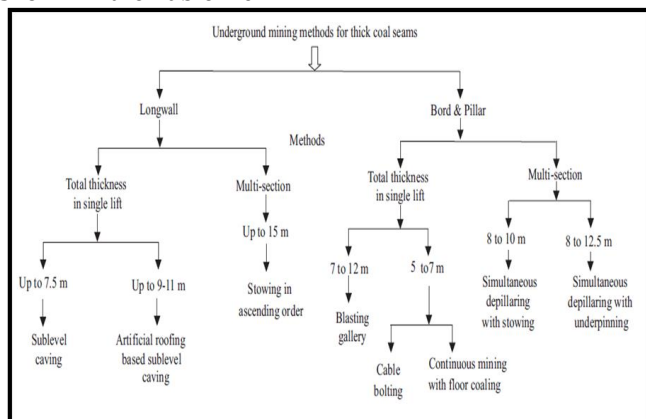 Underground mining methods for thick coal seams
Longwall
Bord & Pillar
Methods
Total thickness
in single lift
Multi-section
Total thickness
in single lift
Multi-section
Up to 15 m
8 to 10 m
8 to 12.5 m
Up to 7.5 m
Up to 9-11 m
7 to 12 m
5 to7 m
Stowing in
ascending order
Simultaneous
depillaring
with stowing
Simultaneous
depillaring with
underpinning
Sublevel
caving
Artificial roofing
based sublevel
caving
Blasting
gallery
Cable
bolting
Continuous mining
with floor coaling